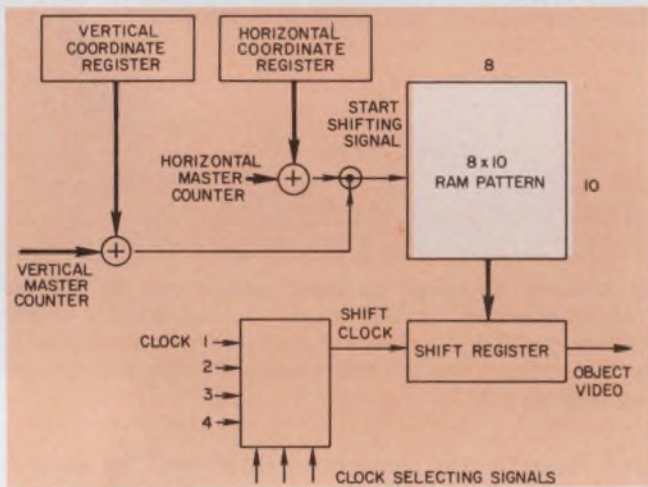 VERTICAL
COORDINATE
REGISTER
HORIZONTAL
COORDINATE
REGISTER
8
START
SHIFTING
SIGNAL
HORIZONTAL
MASTER
COUNTER
8 x 10
RAM PATTERN
10
VERTICAL
MASTER
COUNTER
SHIFT
CLOCK
CLOCK 1
2
3
4
SHIFT REGISTER
OBJECT
VIDEO
CLOCK SELECTING SIGNALS